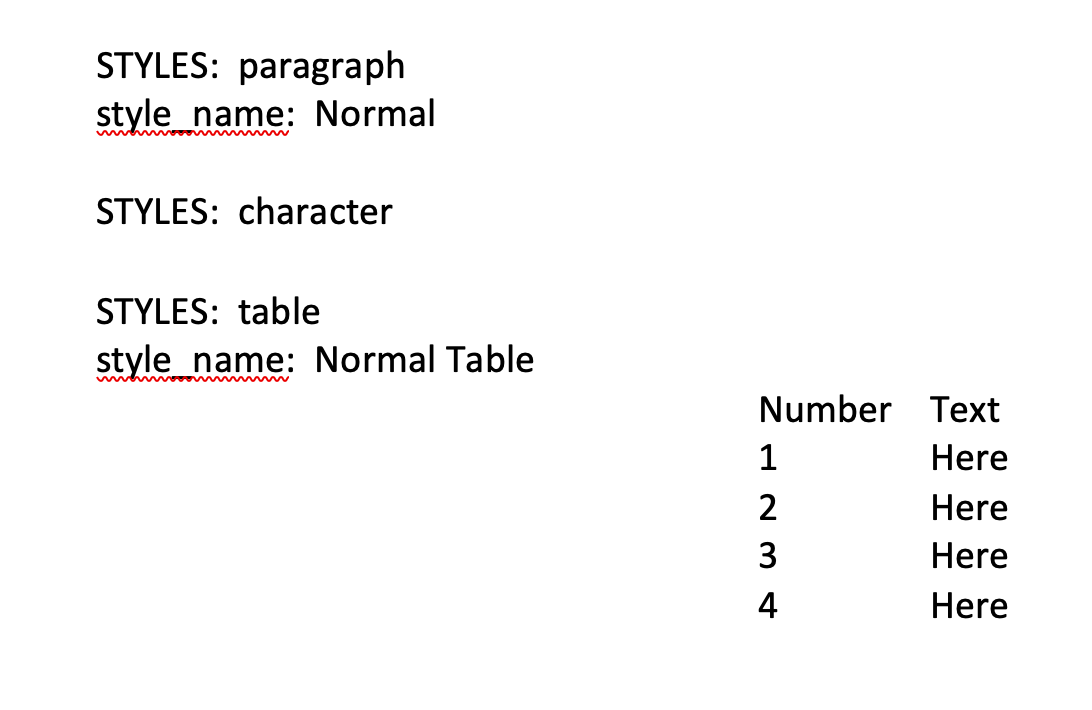 STYLES:  paragraph
style_name:  Normal
STYLES:  character
STYLES:  table
style_name:  Normal Table
Number Text
1 Here
2 Here
3 Here
4 Here